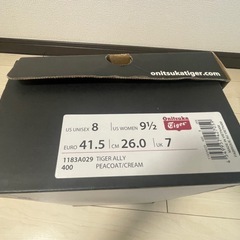 onitsukatiger.com
US UNISEX 8 US WOMEN 9½
Onitsuka
Tiger
EURO 41.5 CM 26.0 UK 7
1183A029 TIGER ALLY
400 PEACOAT/CREAM